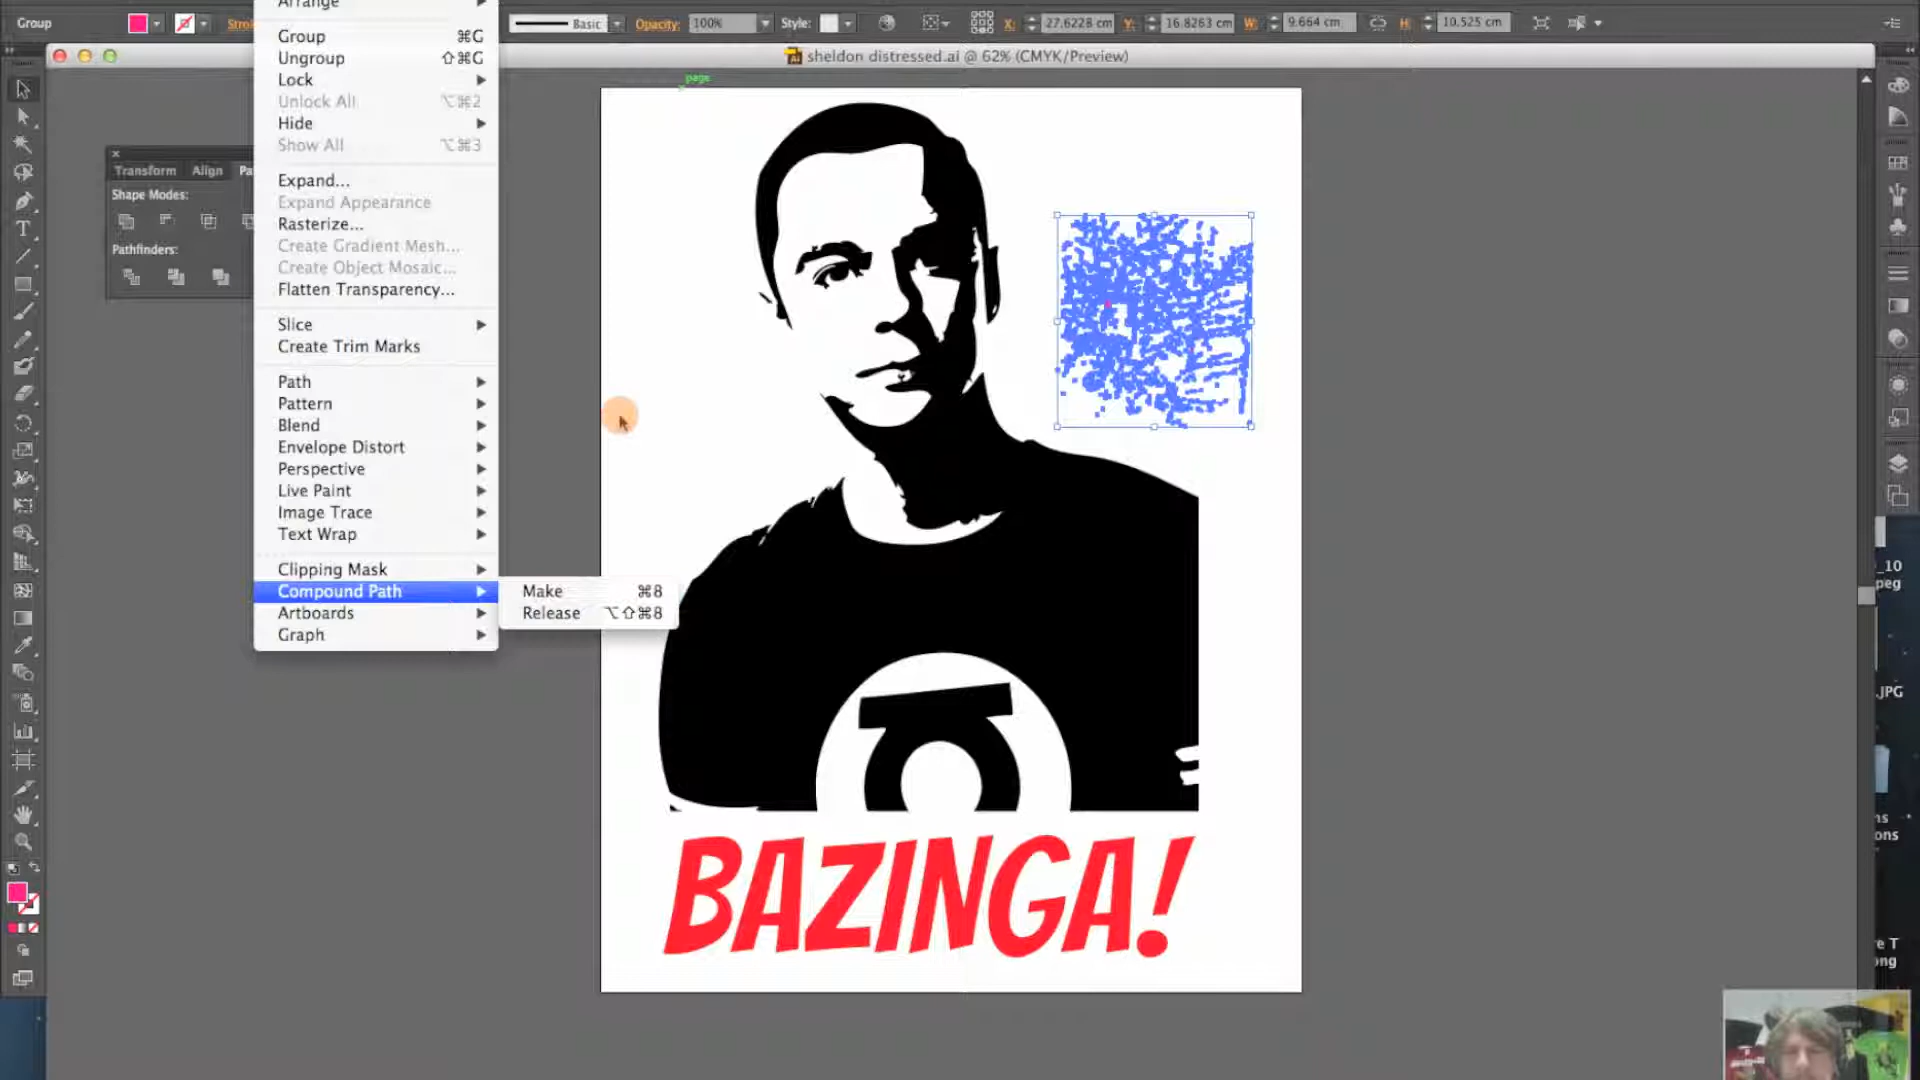 Group
Opacity:
100%
Basic
Style:
X:
27.6228 cm
Y:
16.8263 cm
W:
9.664 cm
H:
10.525 cm
sheldon distressed.ai @ 62% (CMYK/Preview)
page
Arrange
Group ⌘G
Ungroup ⇧⌘G
Lock
Unlock All ⌥⌘2
Hide
Show All ⌥⌘3
Expand...
Expand Appearance
Rasterize...
Create Gradient Mesh...
Create Object Mosaic...
Flatten Transparency...
Slice
Create Trim Marks
Path
Pattern
Blend
Envelope Distort
Perspective
Live Paint
Image Trace
Text Wrap
Clipping Mask
Compound Path
Artboards
Graph
Make ⌘8
Release ⌥⇧⌘8
Transform Align
Shape Modes:
Pathfinders:
BAZINGA!
_10
peg
.JPG